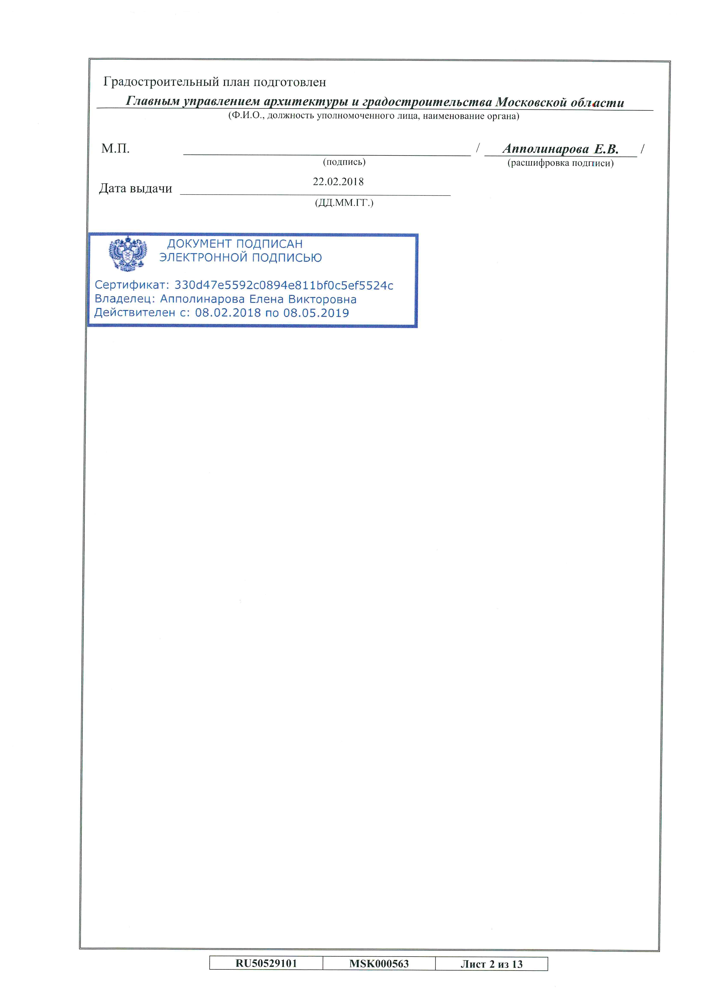 Градостроительный план подготовлен
Главным управлением архитектуры и градостроительства Московской области
(Ф.И.О., должность уполномоченного лица, наименование органа)
М.П. / Апполинарова Е.В. /
(подпись) (расшифровка подписи)
22.02.2018
Дата выдачи
(ДД.ММ.ГГ.)
ДОКУМЕНТ ПОДПИСАН
ЭЛЕКТРОННОЙ ПОДПИСЬЮ
Сертификат: 330d47e5592c0894e811bf0c5ef5524c
Владелец: Апполинарова Елена Викторовна
Действителен с: 08.02.2018 по 08.05.2019
RU50529101 MSK000563 Лист 2 из 13